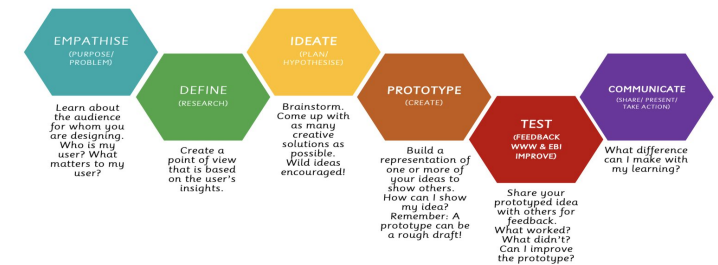 EMPATHISE
(PURPOSE/
PROBLEM)
Learn about
the audience
for whom you
are designing.
Who is my
user? What
matters to my
user?
DEFINE
(RESEARCH)
Create a
point of view
that is based
on the user's
insights.
IDEATE
(PLAN/
HYPOTHESISE)
Brainstorm.
Come up with
as many
creative
solutions as
possible.
Wild ideas
encouraged!
PROTOTYPE
(CREATE)
Build a
representation of
one or more of
your ideas to
show others.
How can I show
my idea?
Remember: A
prototype can be
a rough draft!
TEST
(FEEDBACK
WWW & EBI
IMPROVE)
Share your
prototyped idea
with others for
feedback.
What worked?
What didn't?
Can I improve
the prototype?
COMMUNICATE
(SHARE/ PRESENT/
TAKE ACTION)
What difference
can I make with
my learning?